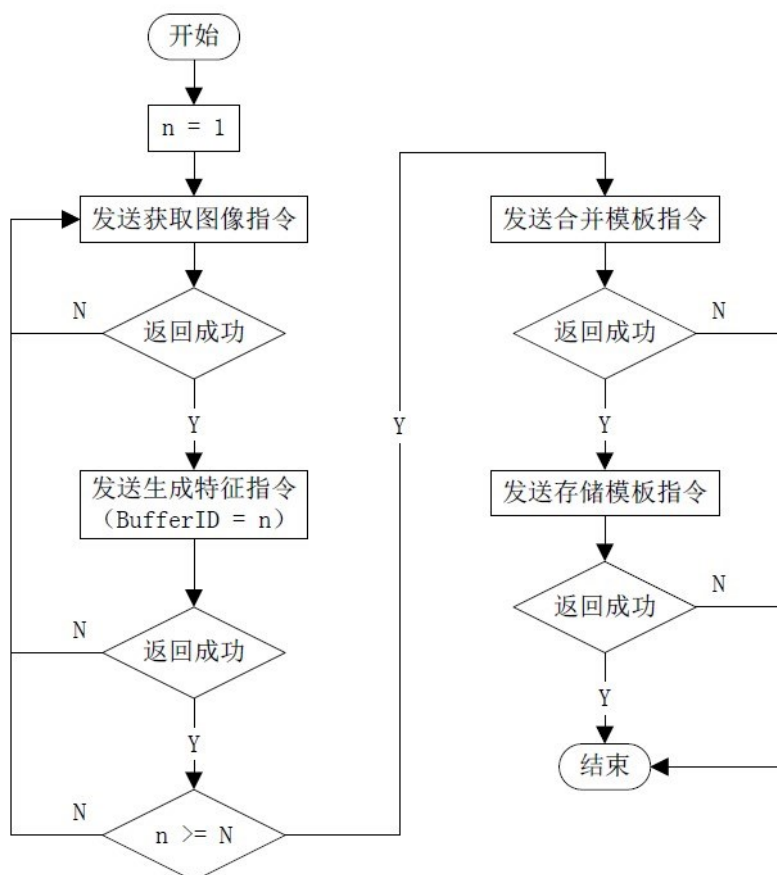 开始
n = 1
发送获取图像指令
N
返回成功
Y
发送生成特征指令
（BufferID = n）
N
返回成功
Y
N
n >= N
Y
发送合并模板指令
返回成功
N
Y
发送存储模板指令
返回成功
N
Y
结束